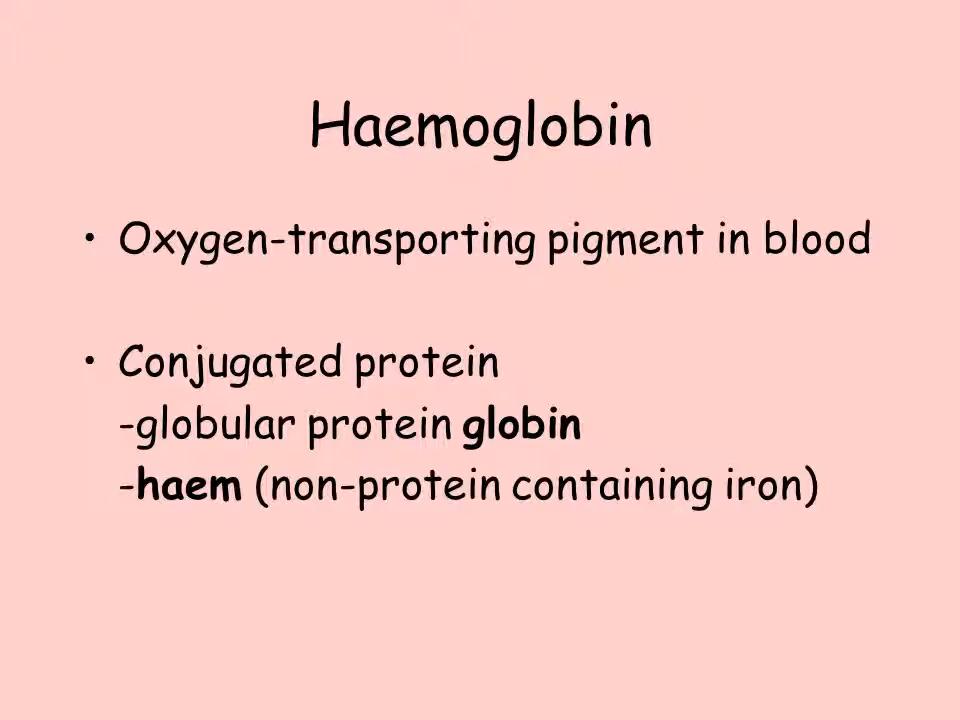 Haemoglobin
• Oxygen-transporting pigment in blood
• Conjugated protein
-globular protein globin
-haem (non-protein containing iron)